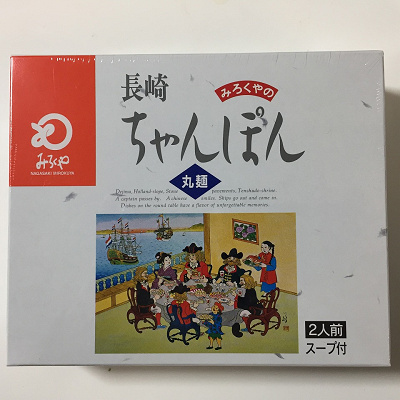 みろくや
NAGASAKI MIROKUYA
長崎
みろくやの
ちゃんぽん
丸麺
Dejima, Holland-slope, Stone pavements, Tenshudo-shrine.
A captain passes by. A chinese smiles. Ships go out and come in.
Dishes on the round table have a flavor of unforgettable memories.
2人前
スープ付